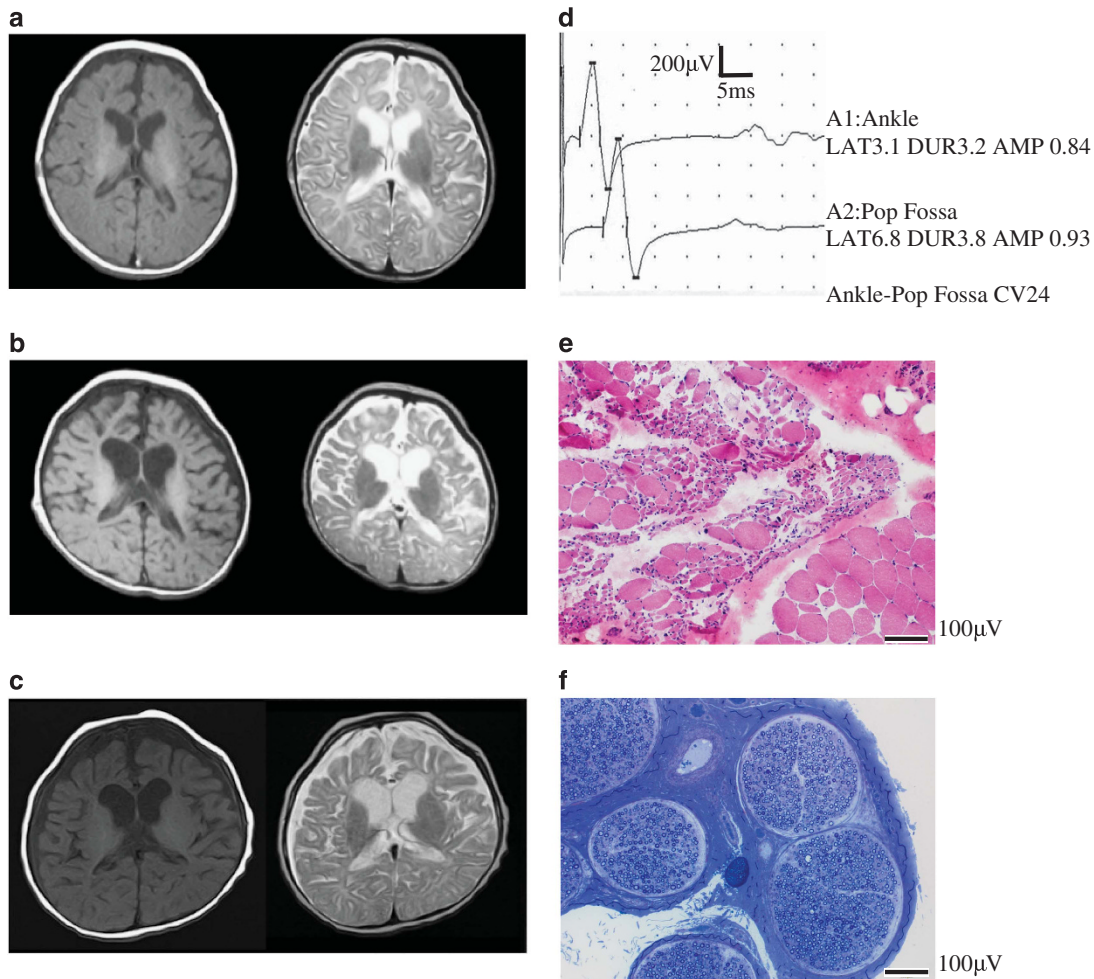 a
b
c
d
200μV
5ms
A1:Ankle
LAT3.1 DUR3.2 AMP 0.84
A2:Pop Fossa
LAT6.8 DUR3.8 AMP 0.93
Ankle-Pop Fossa CV24
e
100μV
f
100μV